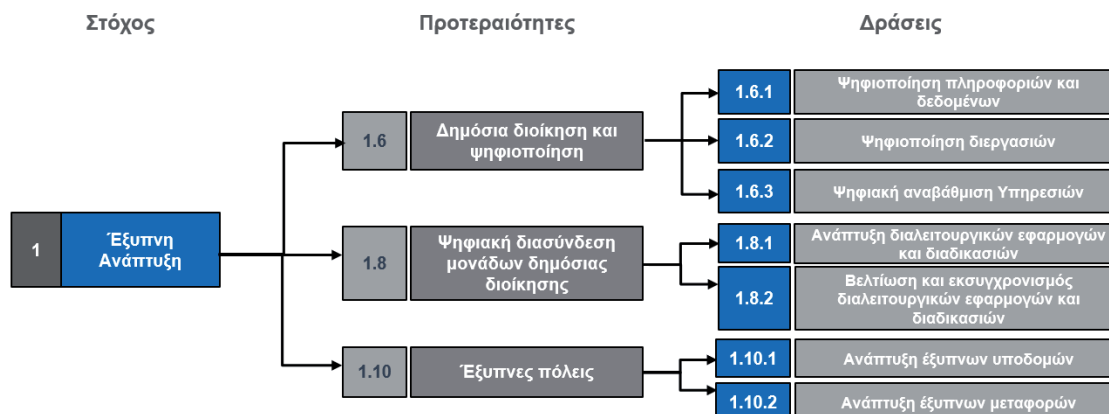 Στόχος
Προτεραιότητες
Δράσεις
1
Έξυπνη
Ανάπτυξη
1.6
Δημόσια διοίκηση και
ψηφιοποίηση
1.6.1
Ψηφιοποίηση πληροφοριών και
δεδομένων
1.6.2
Ψηφιοποίηση διεργασιών
1.6.3
Ψηφιακή αναβάθμιση Υπηρεσιών
1.8
Ψηφιακή διασύνδεση
μονάδων δημόσιας
διοίκησης
1.8.1
Ανάπτυξη διαλειτουργικών εφαρμογών
και διαδικασιών
1.8.2
Βελτίωση και εκσυγχρονισμός
διαλειτουργικών εφαρμογών και
διαδικασιών
1.10
Έξυπνες πόλεις
1.10.1
Ανάπτυξη έξυπνων υποδομών
1.10.2
Ανάπτυξη έξυπνων μεταφορών